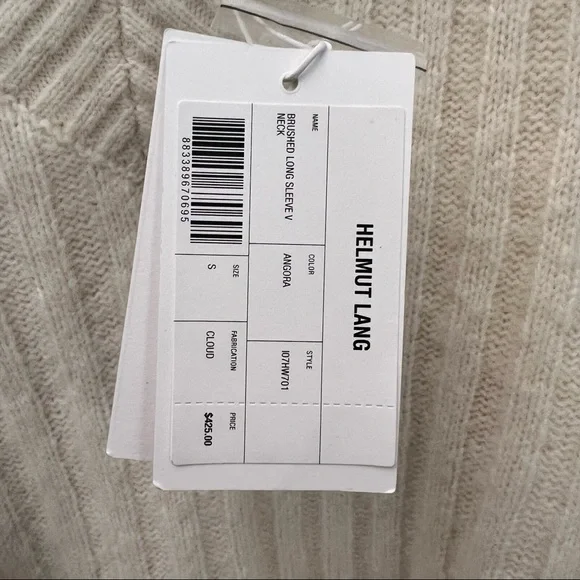 HELMUT LANG
NAME
BRUSHED LONG SLEEVE V
NECK
COLOR
ANGORA
STYLE
I07HW701
883389670695
SIZE
S
FABRICATION
CLOUD
PRICE
$425.00